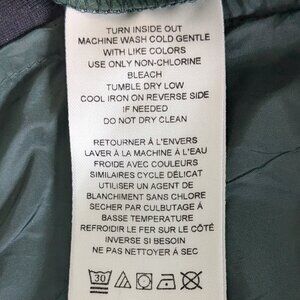 TURN INSIDE OUT
MACHINE WASH COLD GENTLE
WITH LIKE COLORS
USE ONLY NON-CHLORINE
BLEACH
TUMBLE DRY LOW
COOL IRON ON REVERSE SIDE
IF NEEDED
DO NOT DRY CLEAN
RETOURNER À L'ENVERS
LAVER À LA MACHINE À L'EAU
FROIDE AVEC COULEURS
SIMILAIRES CYCLE DÉLICAT
UTILISER UN AGENT DE
BLANCHIMENT SANS CHLORE
SECHER PAR CULBUTAGE À
BASSE TEMPERATURE
REFROIDIR LE FER SUR LE CÔTÉ
INVERSE SI BESOIN
NE PAS NETTOYER À SEC
30